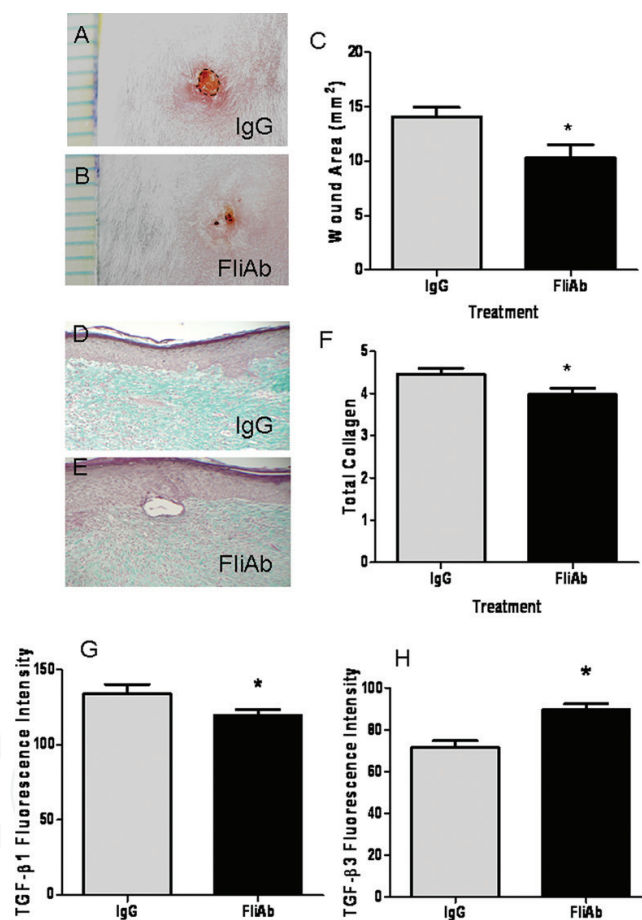 A
IgG
B
FliAb
C
Wound Area (mm²)
20
15
10
5
0
*
IgG
FliAb
Treatment
D
IgG
E
FliAb
F
Total Collagen
5
4
3
2
1
0
*
IgG
FliAb
Treatment
G
TGF-β1 Fluorescence Intensity
150
100
50
0
*
IgG
FliAb
H
TGF-β3 Fluorescence Intensity
100
80
60
40
20
0
*
IgG
FliAb